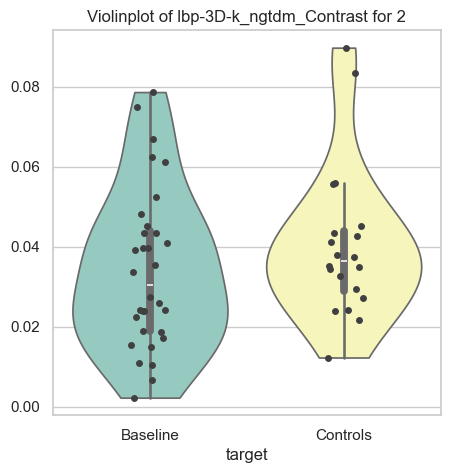 Violinplot of lbp-3D-k_ngtdm_Contrast for 2
0.08
0.06
0.04
0.02
0.00
Baseline
Controls
target